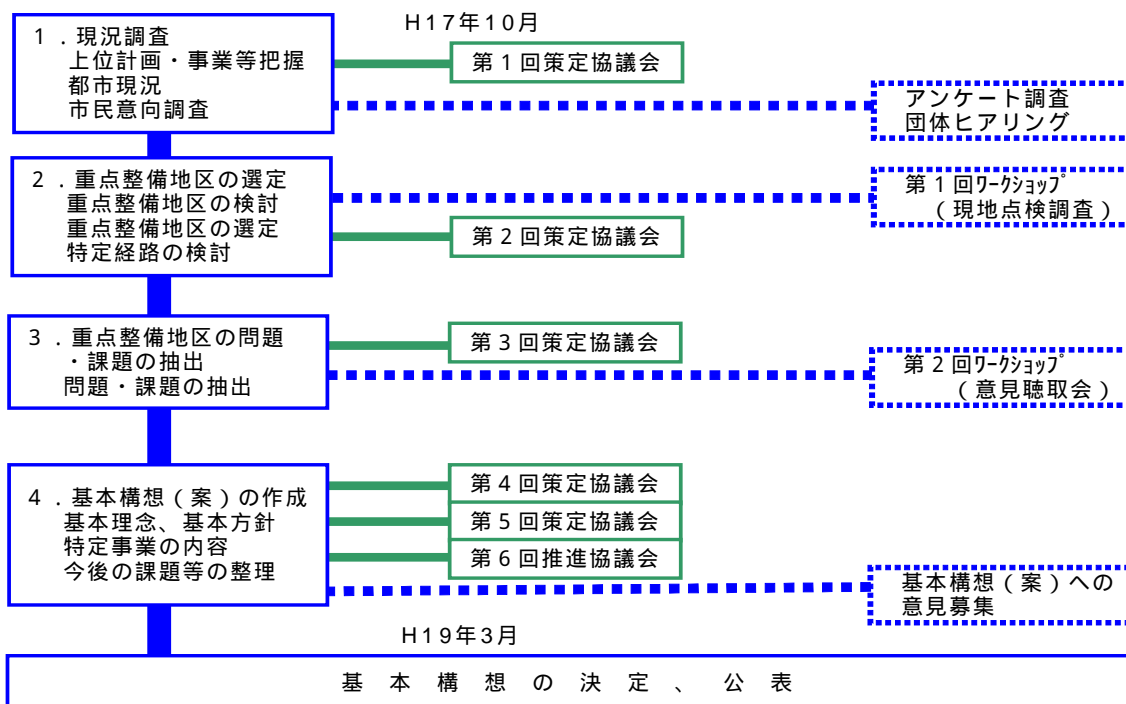 H17年10月
1．現況調査
上位計画・事業等把握
都市現況
市民意向調査
第1回策定協議会
アンケート調査
団体ヒアリング
2．重点整備地区の選定
重点整備地区の検討
重点整備地区の選定
特定経路の検討
第1回ﾜｰｸｼｮｯﾌﾟ
（現地点検調査）
第2回策定協議会
3．重点整備地区の問題
・課題の抽出
問題・課題の抽出
第3回策定協議会
第2回ﾜｰｸｼｮｯﾌﾟ
（意見聴取会）
4．基本構想（案）の作成
基本理念、基本方針
特定事業の内容
今後の課題等の整理
第4回策定協議会
第5回策定協議会
第6回推進協議会
基本構想（案）への
意見募集
H19年3月
基本構想の決定、公表